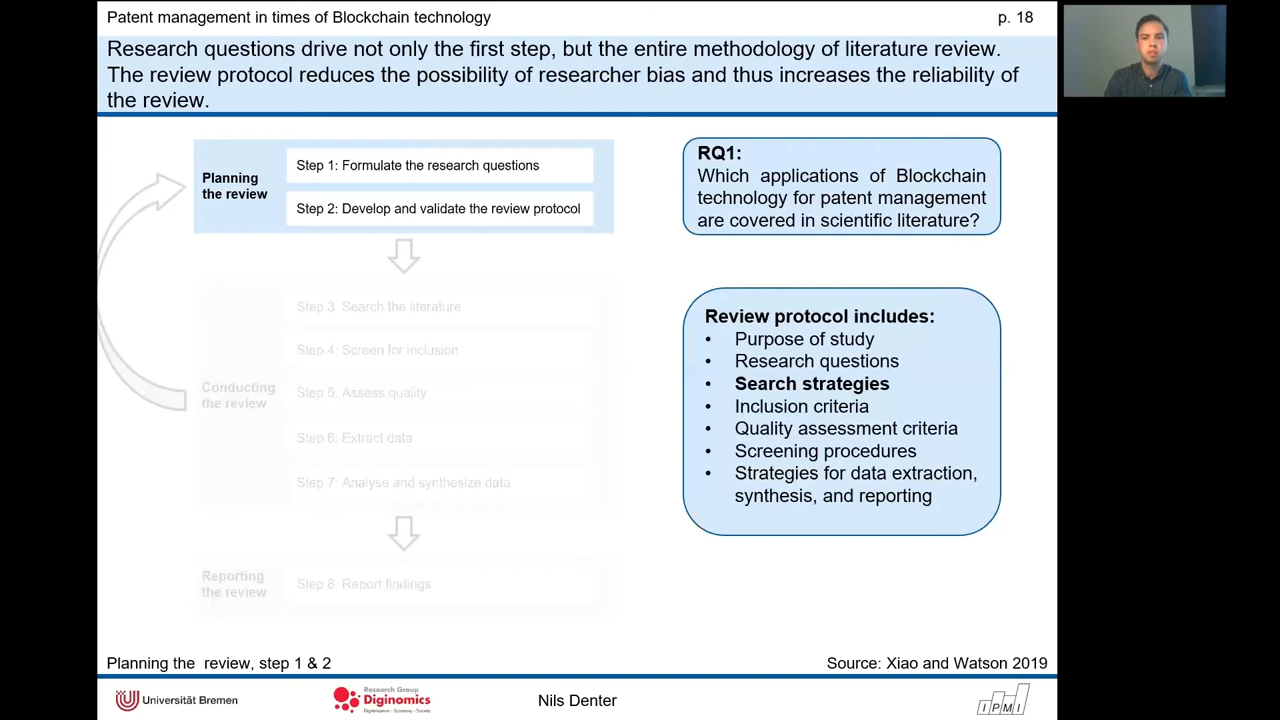 Patent management in times of Blockchain technology
p. 18
Research questions drive not only the first step, but the entire methodology of literature review.
The review protocol reduces the possibility of researcher bias and thus increases the reliability of
the review.
Planning
the review
Step 1: Formulate the research questions
Step 2: Develop and validate the review protocol
Conducting
the review
Step 3: Search the literature
Step 4: Screen for inclusion
Step 5: Assess quality
Step 6: Extract data
Step 7: Analyse and synthesize data
Reporting
the review
Step 8: Report findings
RQ1:
Which applications of Blockchain
technology for patent management
are covered in scientific literature?
Review protocol includes:
• Purpose of study
• Research questions
• Search strategies
• Inclusion criteria
• Quality assessment criteria
• Screening procedures
• Strategies for data extraction,
synthesis, and reporting
Planning the review, step 1 & 2
Source: Xiao and Watson 2019
Universität Bremen
Research Group
Diginomics
Digitalization - Economy - Society
Nils Denter
IPMI